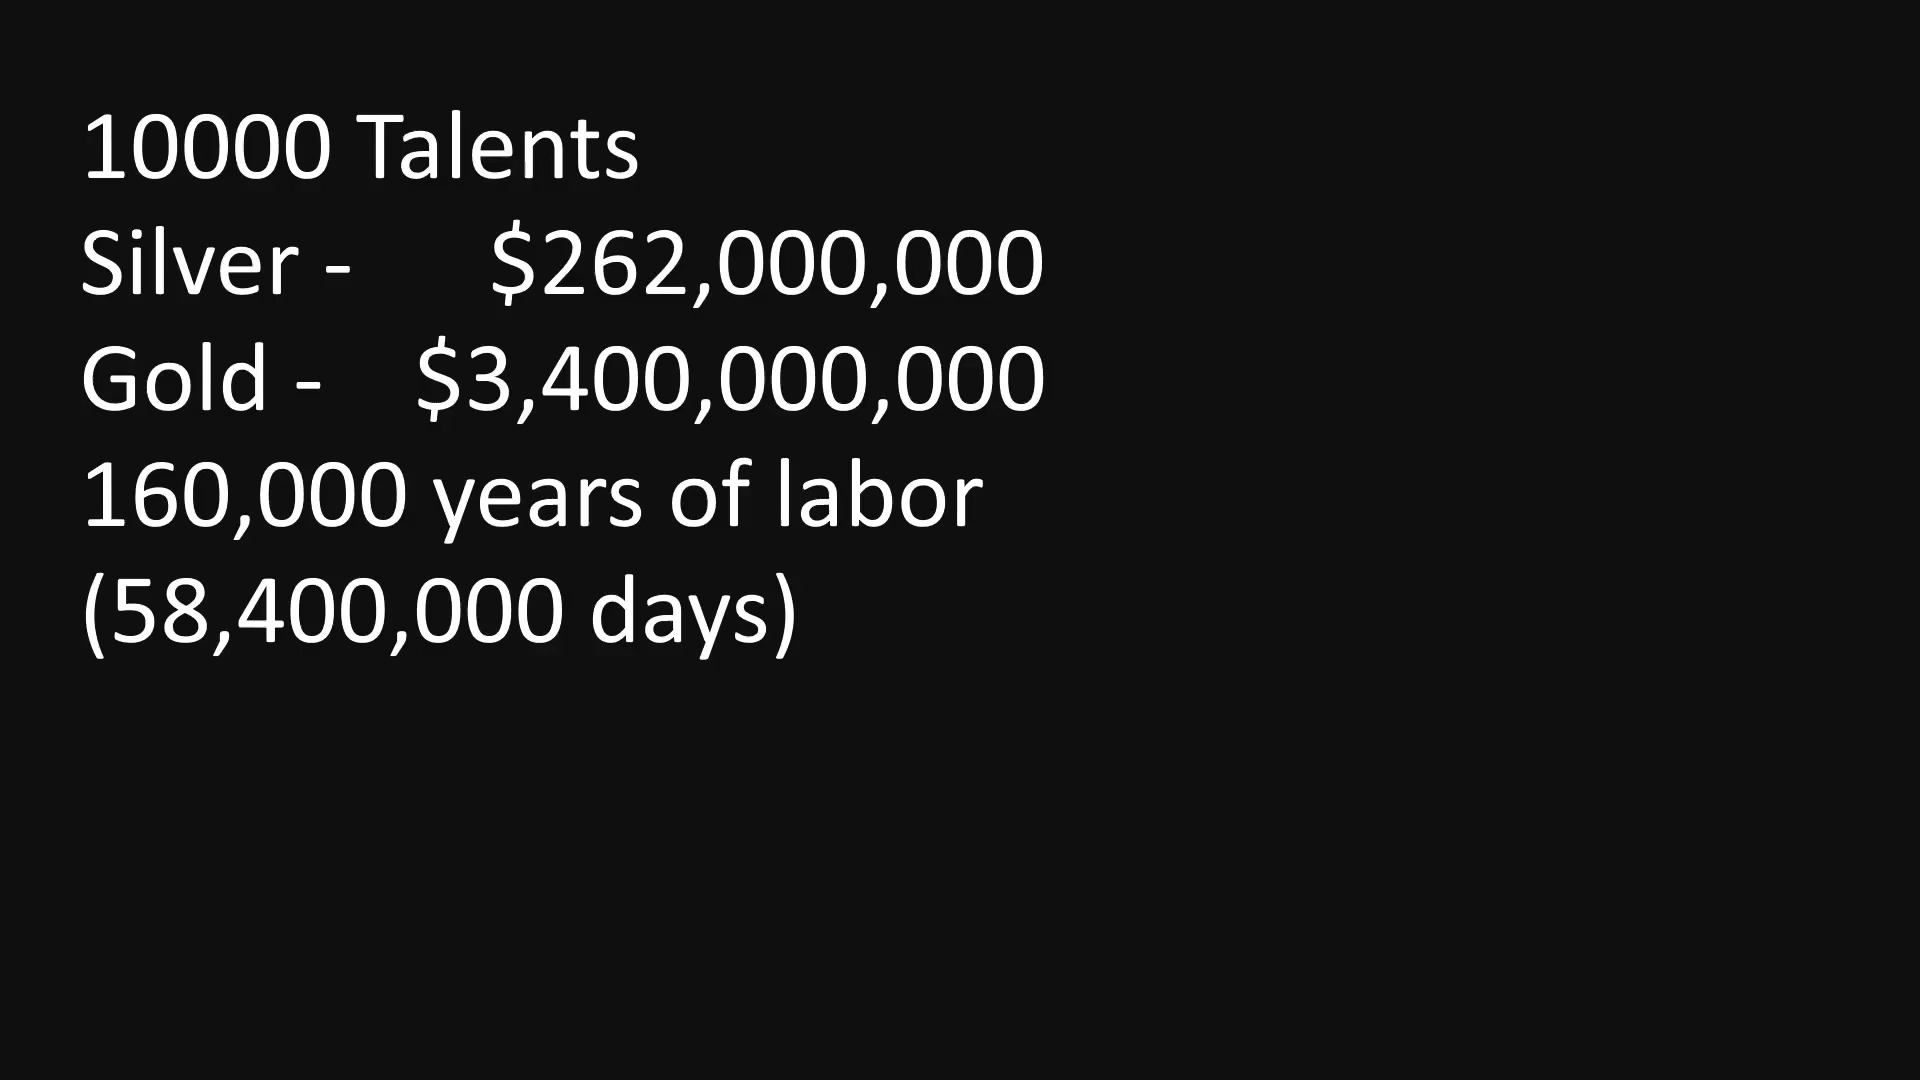 10000 Talents
Silver - $262,000,000
Gold - $3,400,000,000
160,000 years of labor
(58,400,000 days)